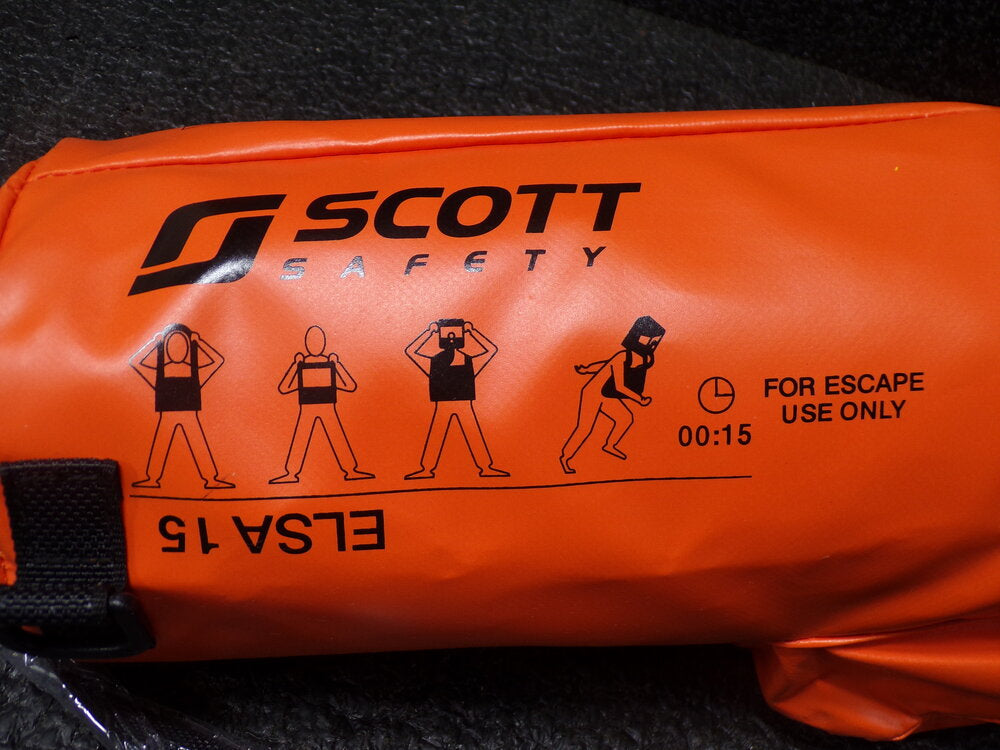 SCOTT
SAFETY
FOR ESCAPE
USE ONLY
00:15
ELSA 15